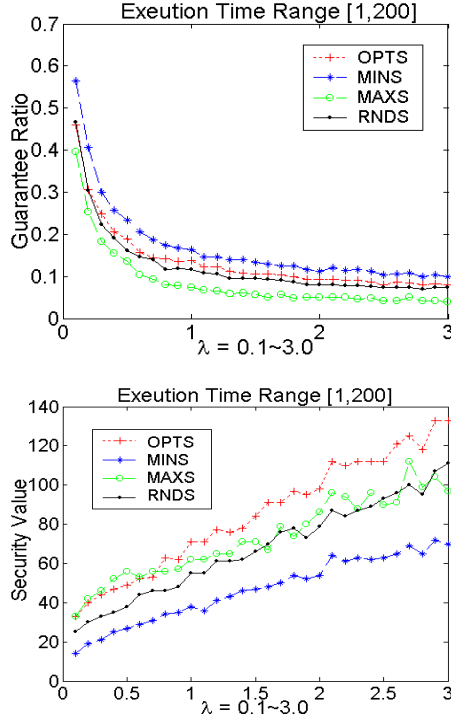 Exeution Time Range [1,200]
0.7
0.6
0.5
0.4
0.3
0.2
0.1
0
Guarantee Ratio
OPTS
MINS
MAXS
RNDS
0 1 2 3
λ = 0.1~3.0
Exeution Time Range [1,200]
140
120
100
80
60
40
20
0
Security Value
OPTS
MINS
MAXS
RNDS
0 0.5 1 1.5 2 2.5 3
λ = 0.1~3.0